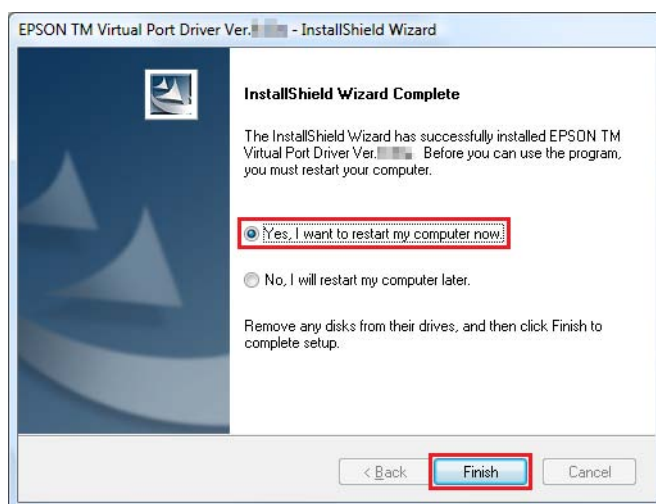 EPSON TM Virtual Port Driver Ver. - InstallShield Wizard
InstallShield Wizard Complete
The InstallShield Wizard has successfully installed EPSON TM
Virtual Port Driver Ver. Before you can use the program,
you must restart your computer.
Yes, I want to restart my computer now.
No, I will restart my computer later.
Remove any disks from their drives, and then click Finish to
complete setup.
< Back
Finish
Cancel